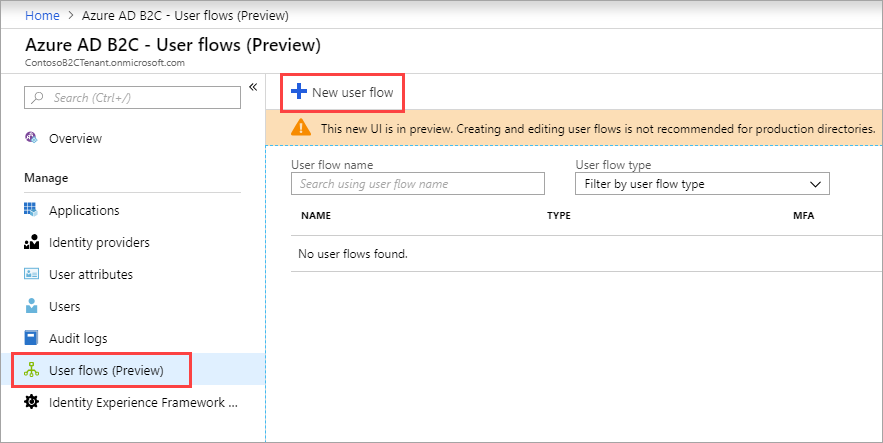 Home > Azure AD B2C - User flows (Preview)
Azure AD B2C - User flows (Preview)
ContosoB2CTenant.onmicrosoft.com
Search (Ctrl+/)
Overview
Manage
Applications
Identity providers
User attributes
Users
Audit logs
User flows (Preview)
Identity Experience Framework ...
New user flow
This new UI is in preview. Creating and editing user flows is not recommended for production directories.
User flow name User flow type
Search using user flow name Filter by user flow type
NAME TYPE MFA
No user flows found.